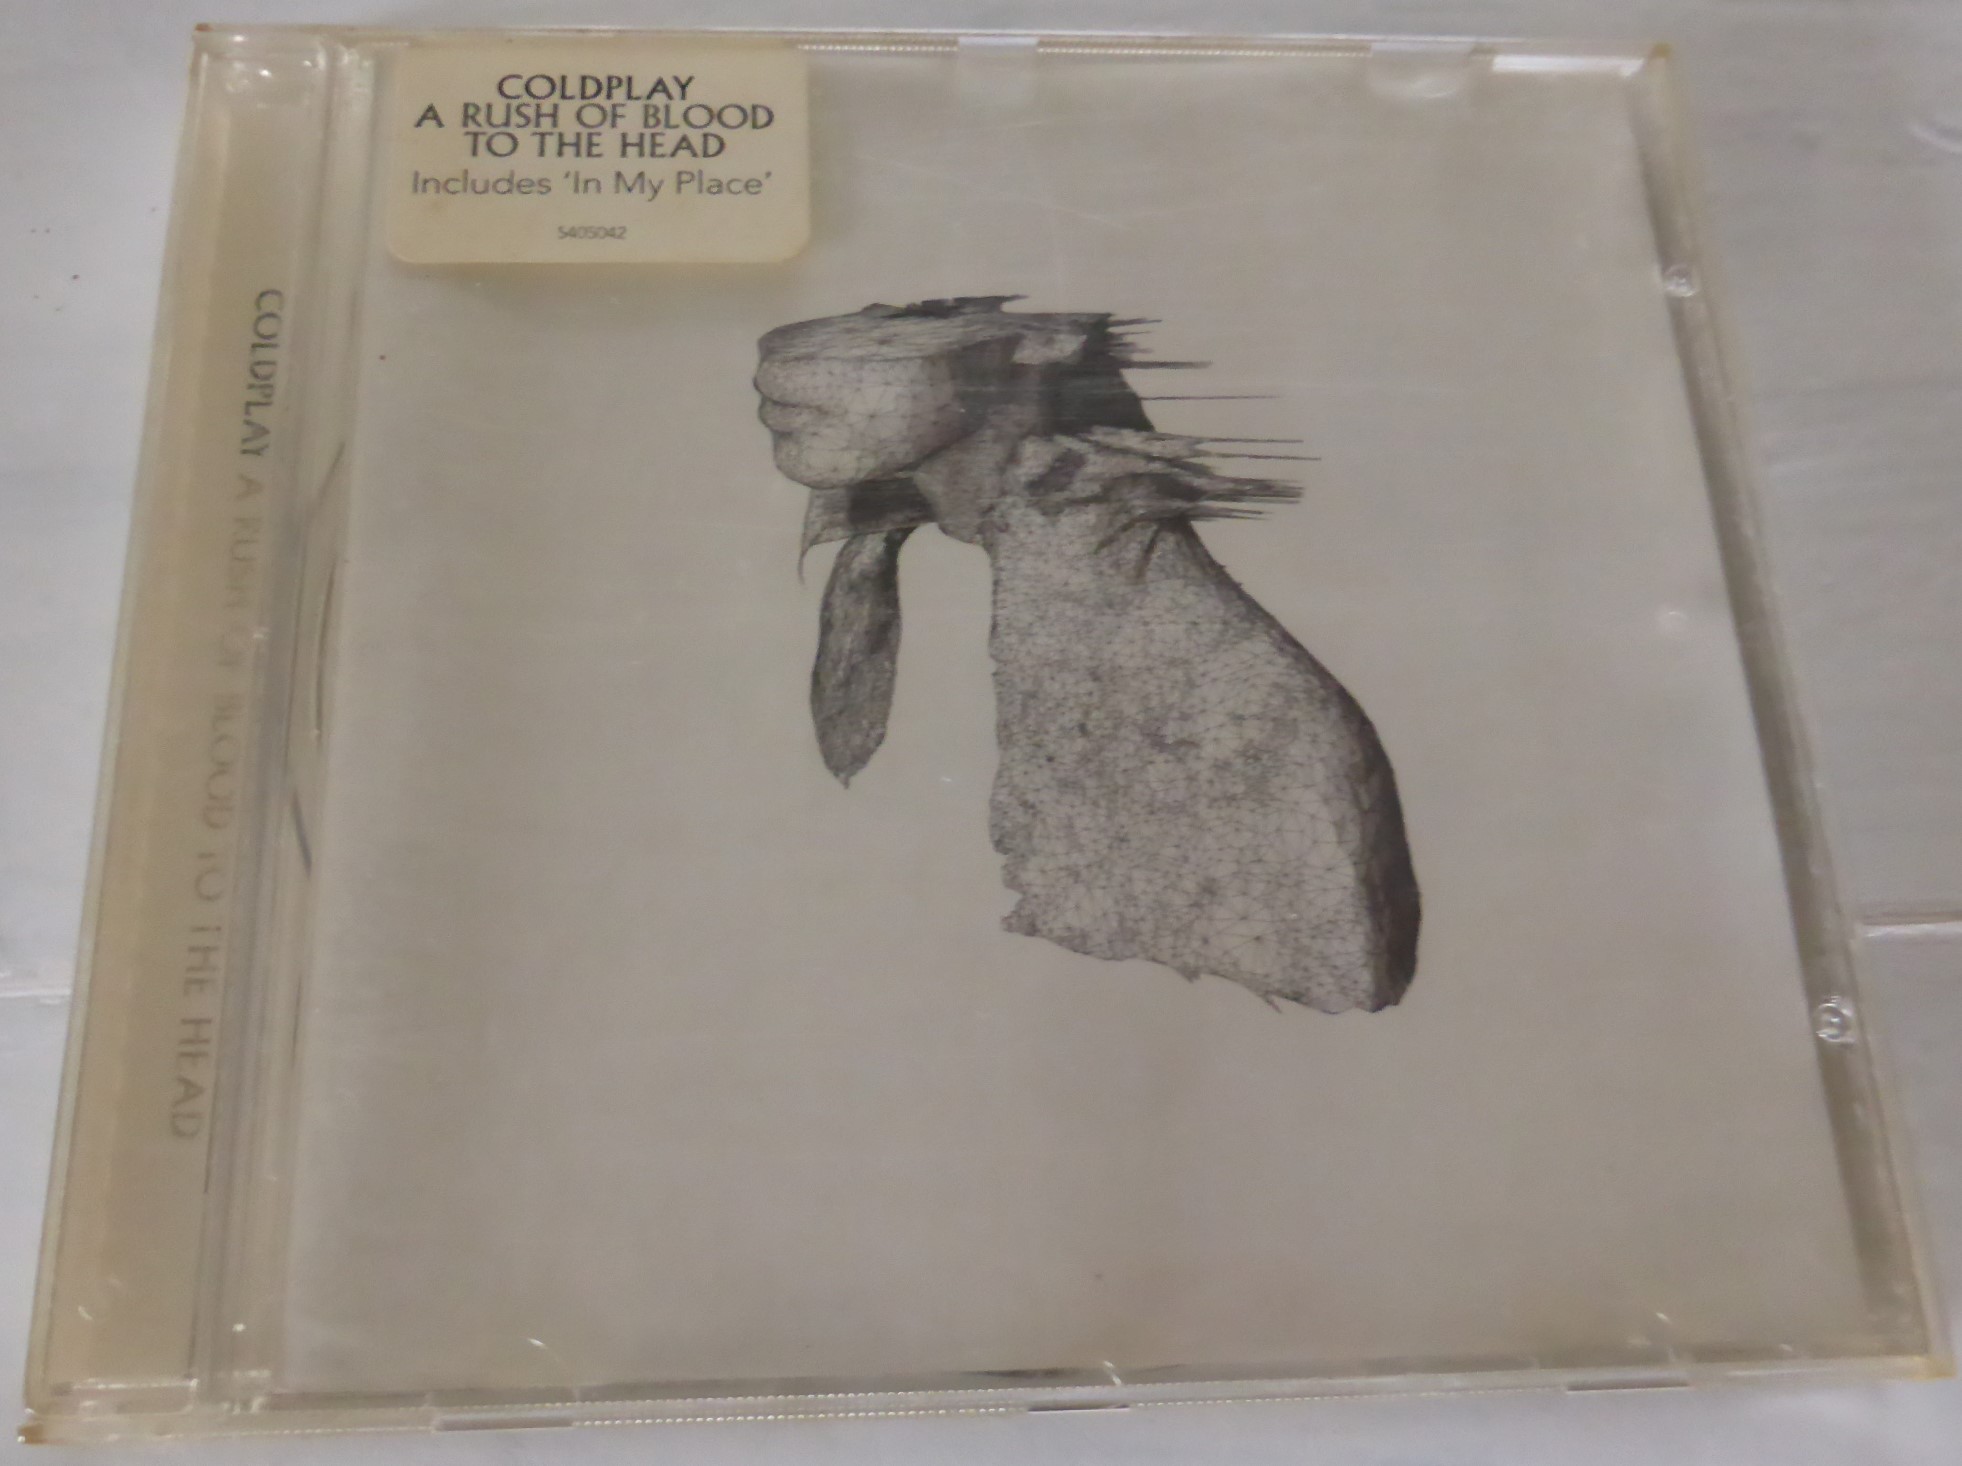 COLDPLAY
A RUSH OF BLOOD
TO THE HEAD
Includes ‘In My Place’
5405042
COLDPLAY A RUSH OF BLOOD TO THE HEAD